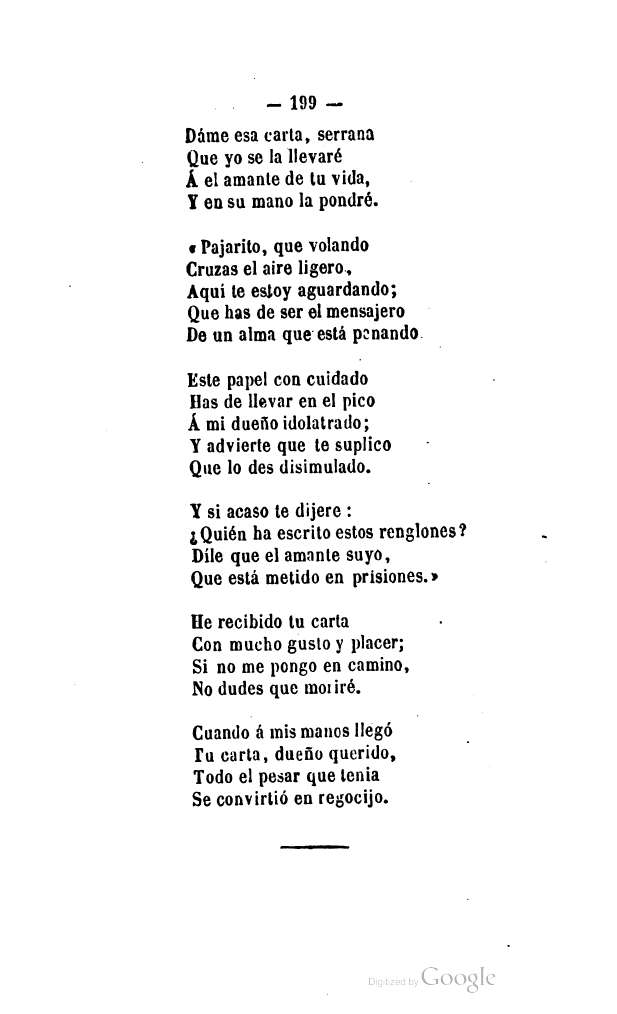 — 199 —
Dáme esa carta, serrana
Que yo se la llevaré
Á el amante de tu vida,
Y en su mano la pondré.
« Pajarito, que volando
Cruzas el aire ligero,
Aquí te estoy aguardando;
Que has de ser el mensajero
De un alma que está penando.
Este papel con cuidado
Has de llevar en el pico
Á mi dueño idolatrado;
Y advierte que te suplico
Que lo des disimulado.
Y si acaso te dijere :
¿Quién ha escrito estos renglones?
Díle que el amante suyo,
Que está metido en prisiones.»
He recibido tu carta
Con mucho gusto y placer;
Si no me pongo en camino,
No dudes que moriré.
Cuando á mis manos llegó
Tu carta, dueño querido,
Todo el pesar que tenia
Se convirtió en regocijo.
Digitized by Google